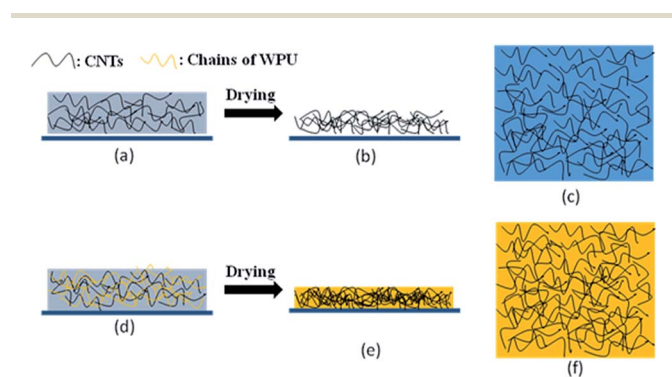 : CNTs : Chains of WPU
Drying
(a)
(b)
(c)
Drying
(d)
(e)
(f)